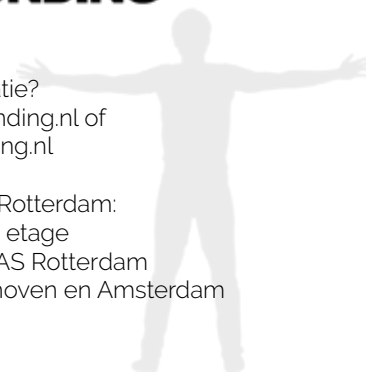 tie?
nding.nl of
ng.nl
Rotterdam:
etage
AS Rotterdam
hoven en Amsterdam